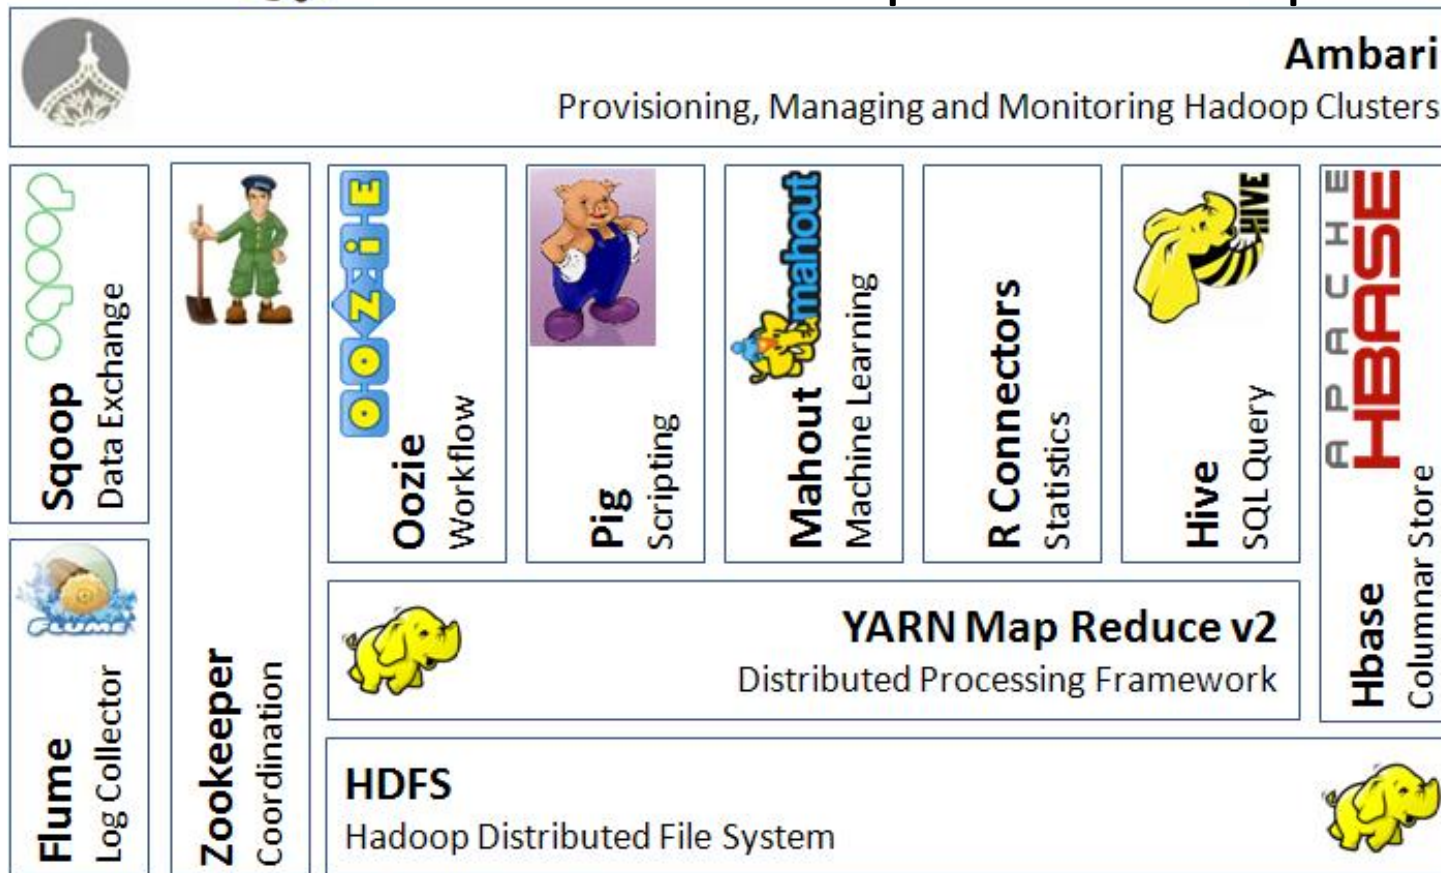 Ambari
Provisioning, Managing and Monitoring Hadoop Clusters
sqoop
Sqoop
Data Exchange
Zookeeper
Coordination
OOZiE
Oozie
Workflow
Pig
Scripting
mahout
Mahout
Machine Learning
R Connectors
Statistics
HIVE
Hive
SQL Query
APACHE
HBASE
Hbase
Columnar Store
FLUME
Flume
Log Collector
YARN Map Reduce v2
Distributed Processing Framework
HDFS
Hadoop Distributed File System